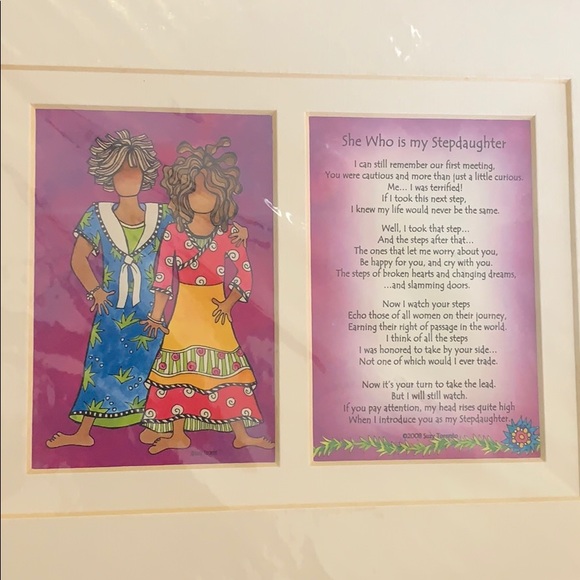 She Who is my Stepdaughter
I can still remember our first meeting,
You were cautious and more than just a little curious.
Me... I was terrified!
If I took this next step,
I knew my life would never be the same.
Well, I took that step...
And the steps after that...
The ones that let me worry about you,
Be happy for you, and cry with you.
The steps of broken hearts and changing dreams,
...and slamming doors.
Now I watch your steps
Echo those of all women on their journey,
Earning their right of passage in the world.
I think of all the steps
I was honored to take by your side...
Not one of which would I ever trade.
Now it's your turn to take the lead.
But I will still watch.
If you pay attention, my head rises quite high
When I introduce you as my Stepdaughter
©2008 Suzy